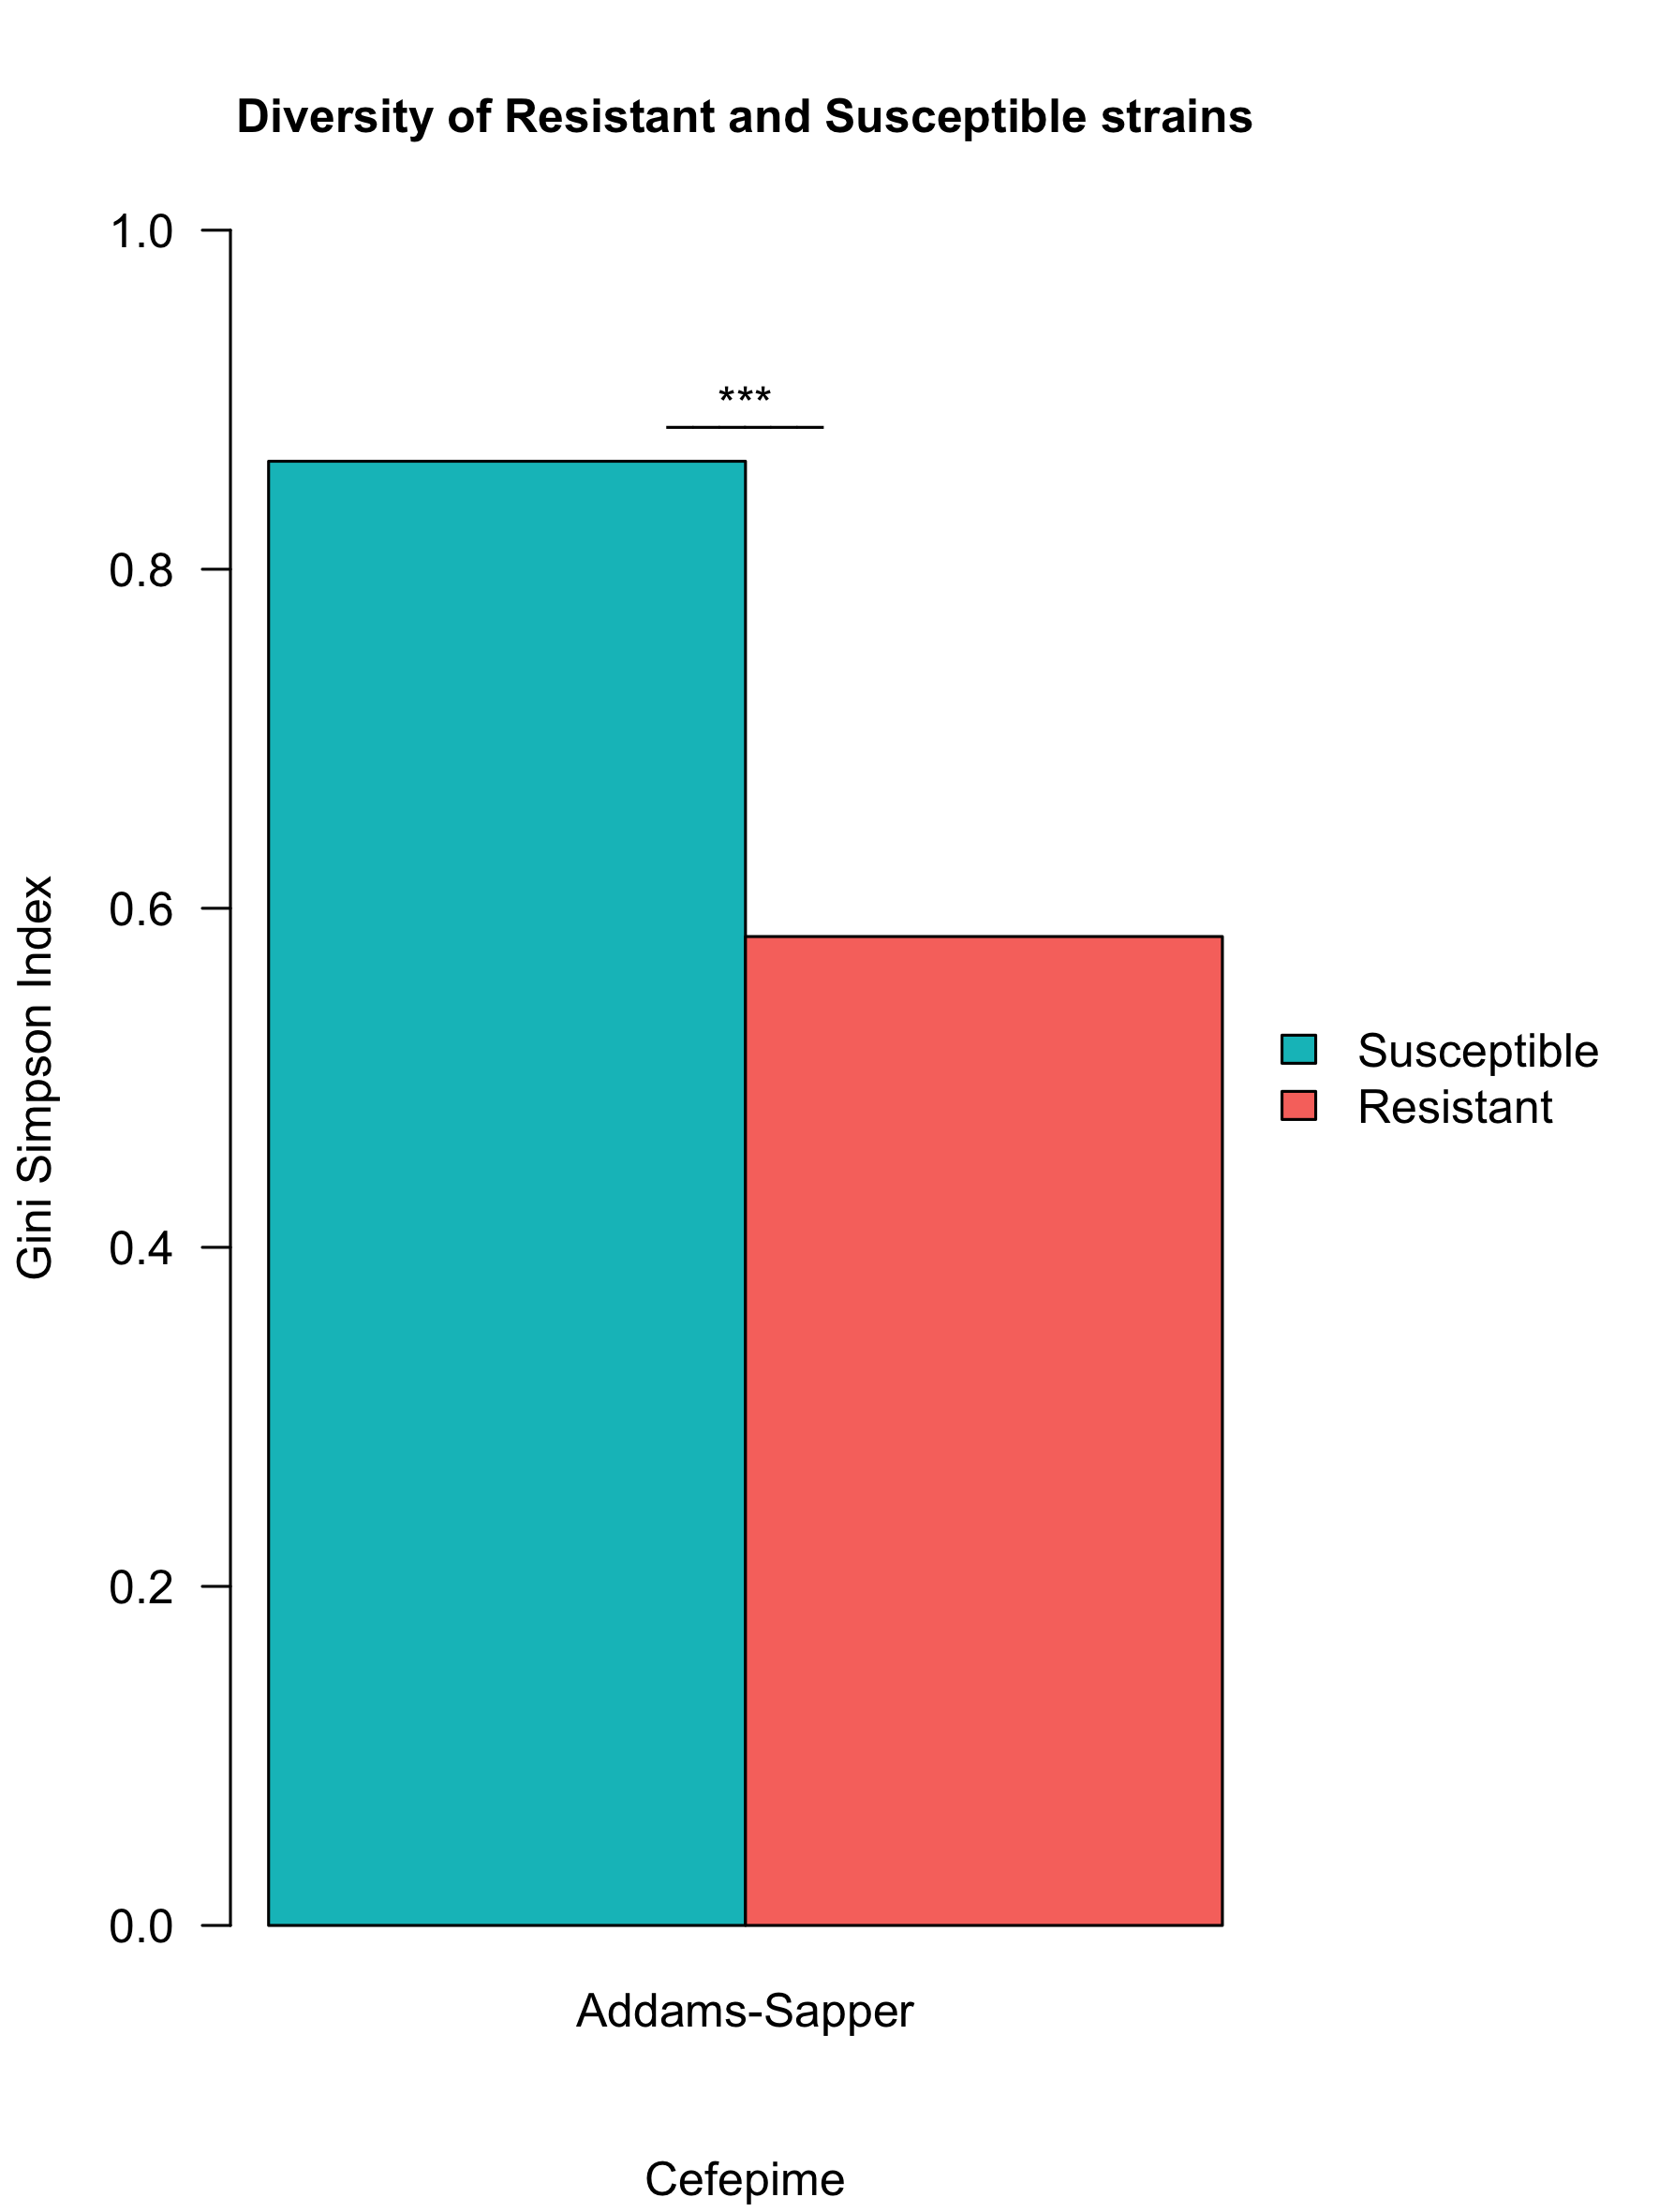 Diversity of Resistant and Susceptible strains
1.0
***
0.8
0.6
Gini Simpson Index
Susceptible
Resistant
0.4
0.2
0.0
Addams-Sapper
Cefepime